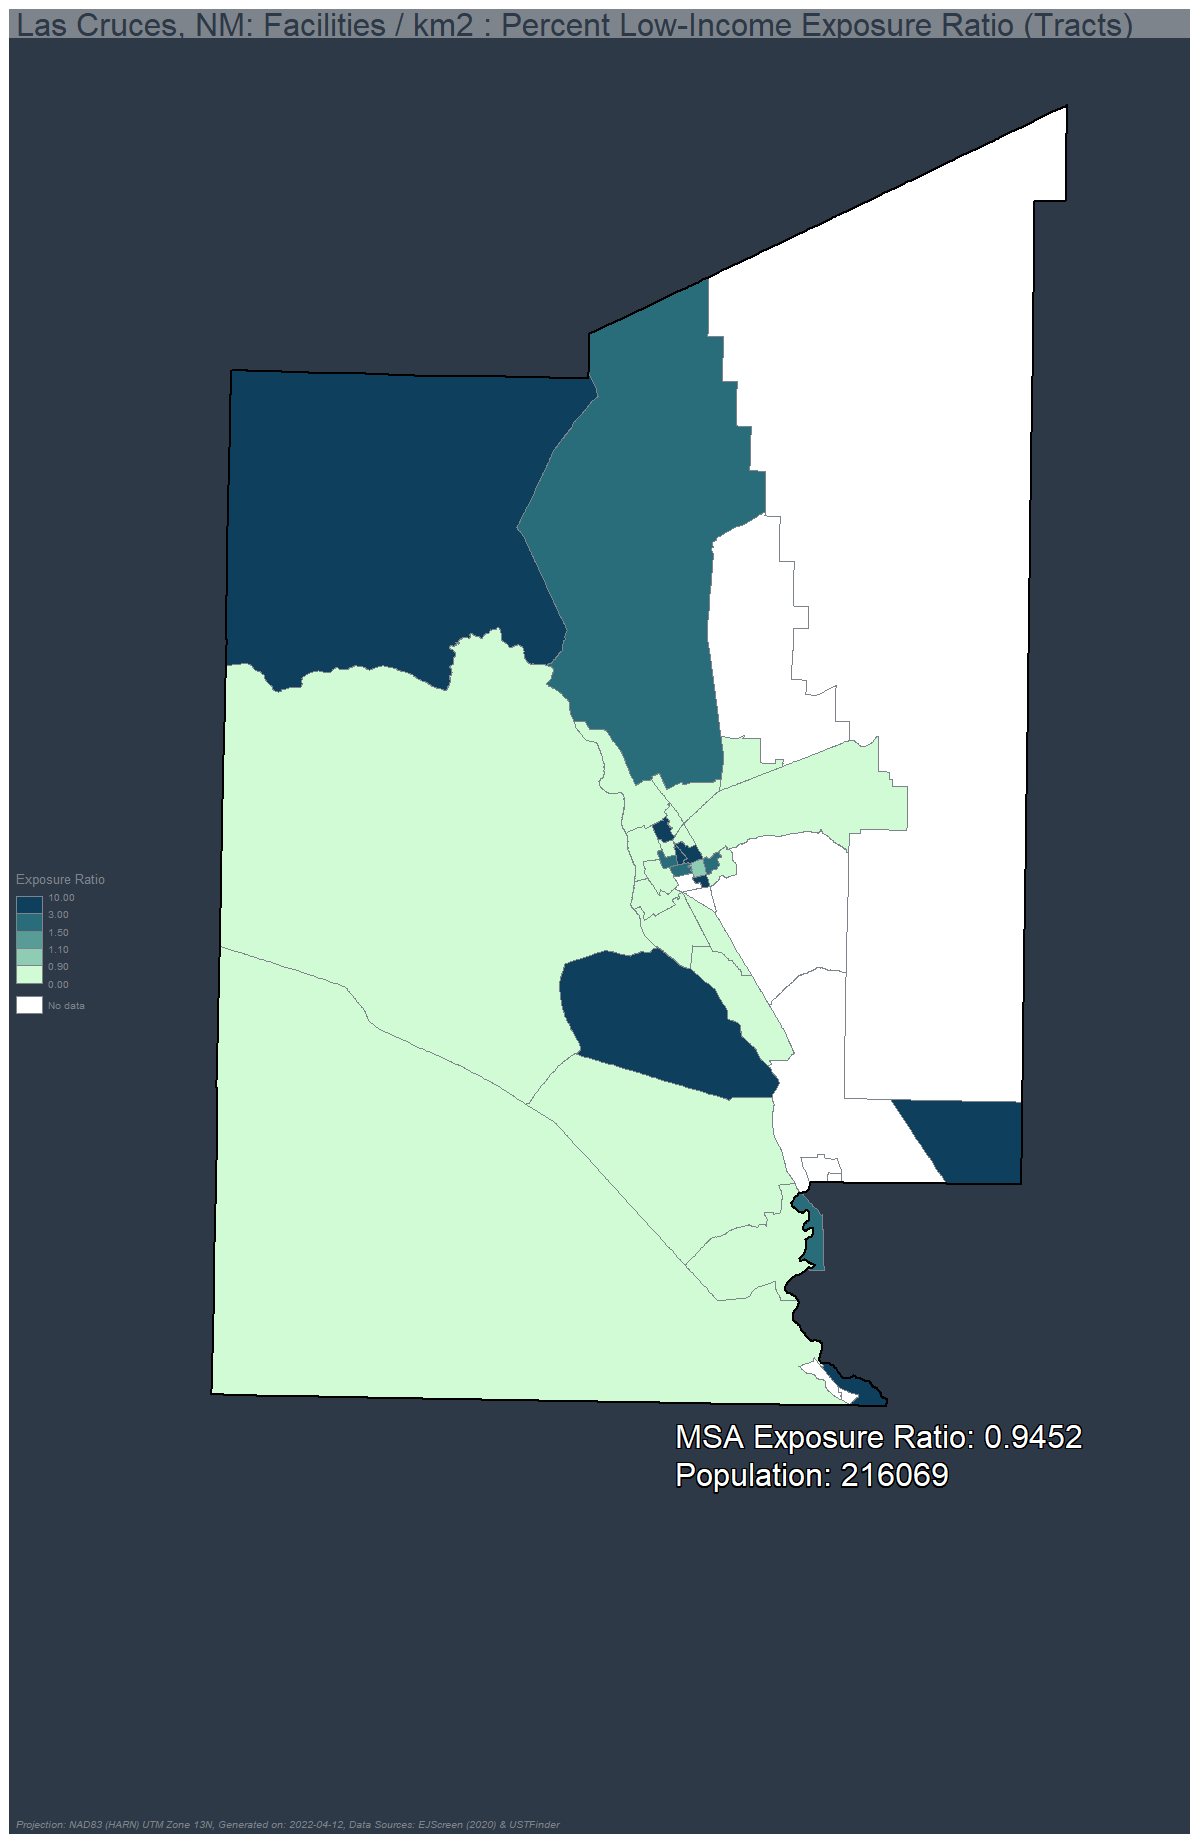 Las Cruces, NM: Facilities / km2 : Percent Low-Income Exposure Ratio (Tracts)
Exposure Ratio
10.00
3.00
1.50
1.10
0.90
0.00
No data
MSA Exposure Ratio: 0.9452
Population: 216069
Projection: NAD83 (HARN) UTM Zone 13N, Generated on: 2022-04-12, Data Sources: EJScreen (2020) & USTFinder